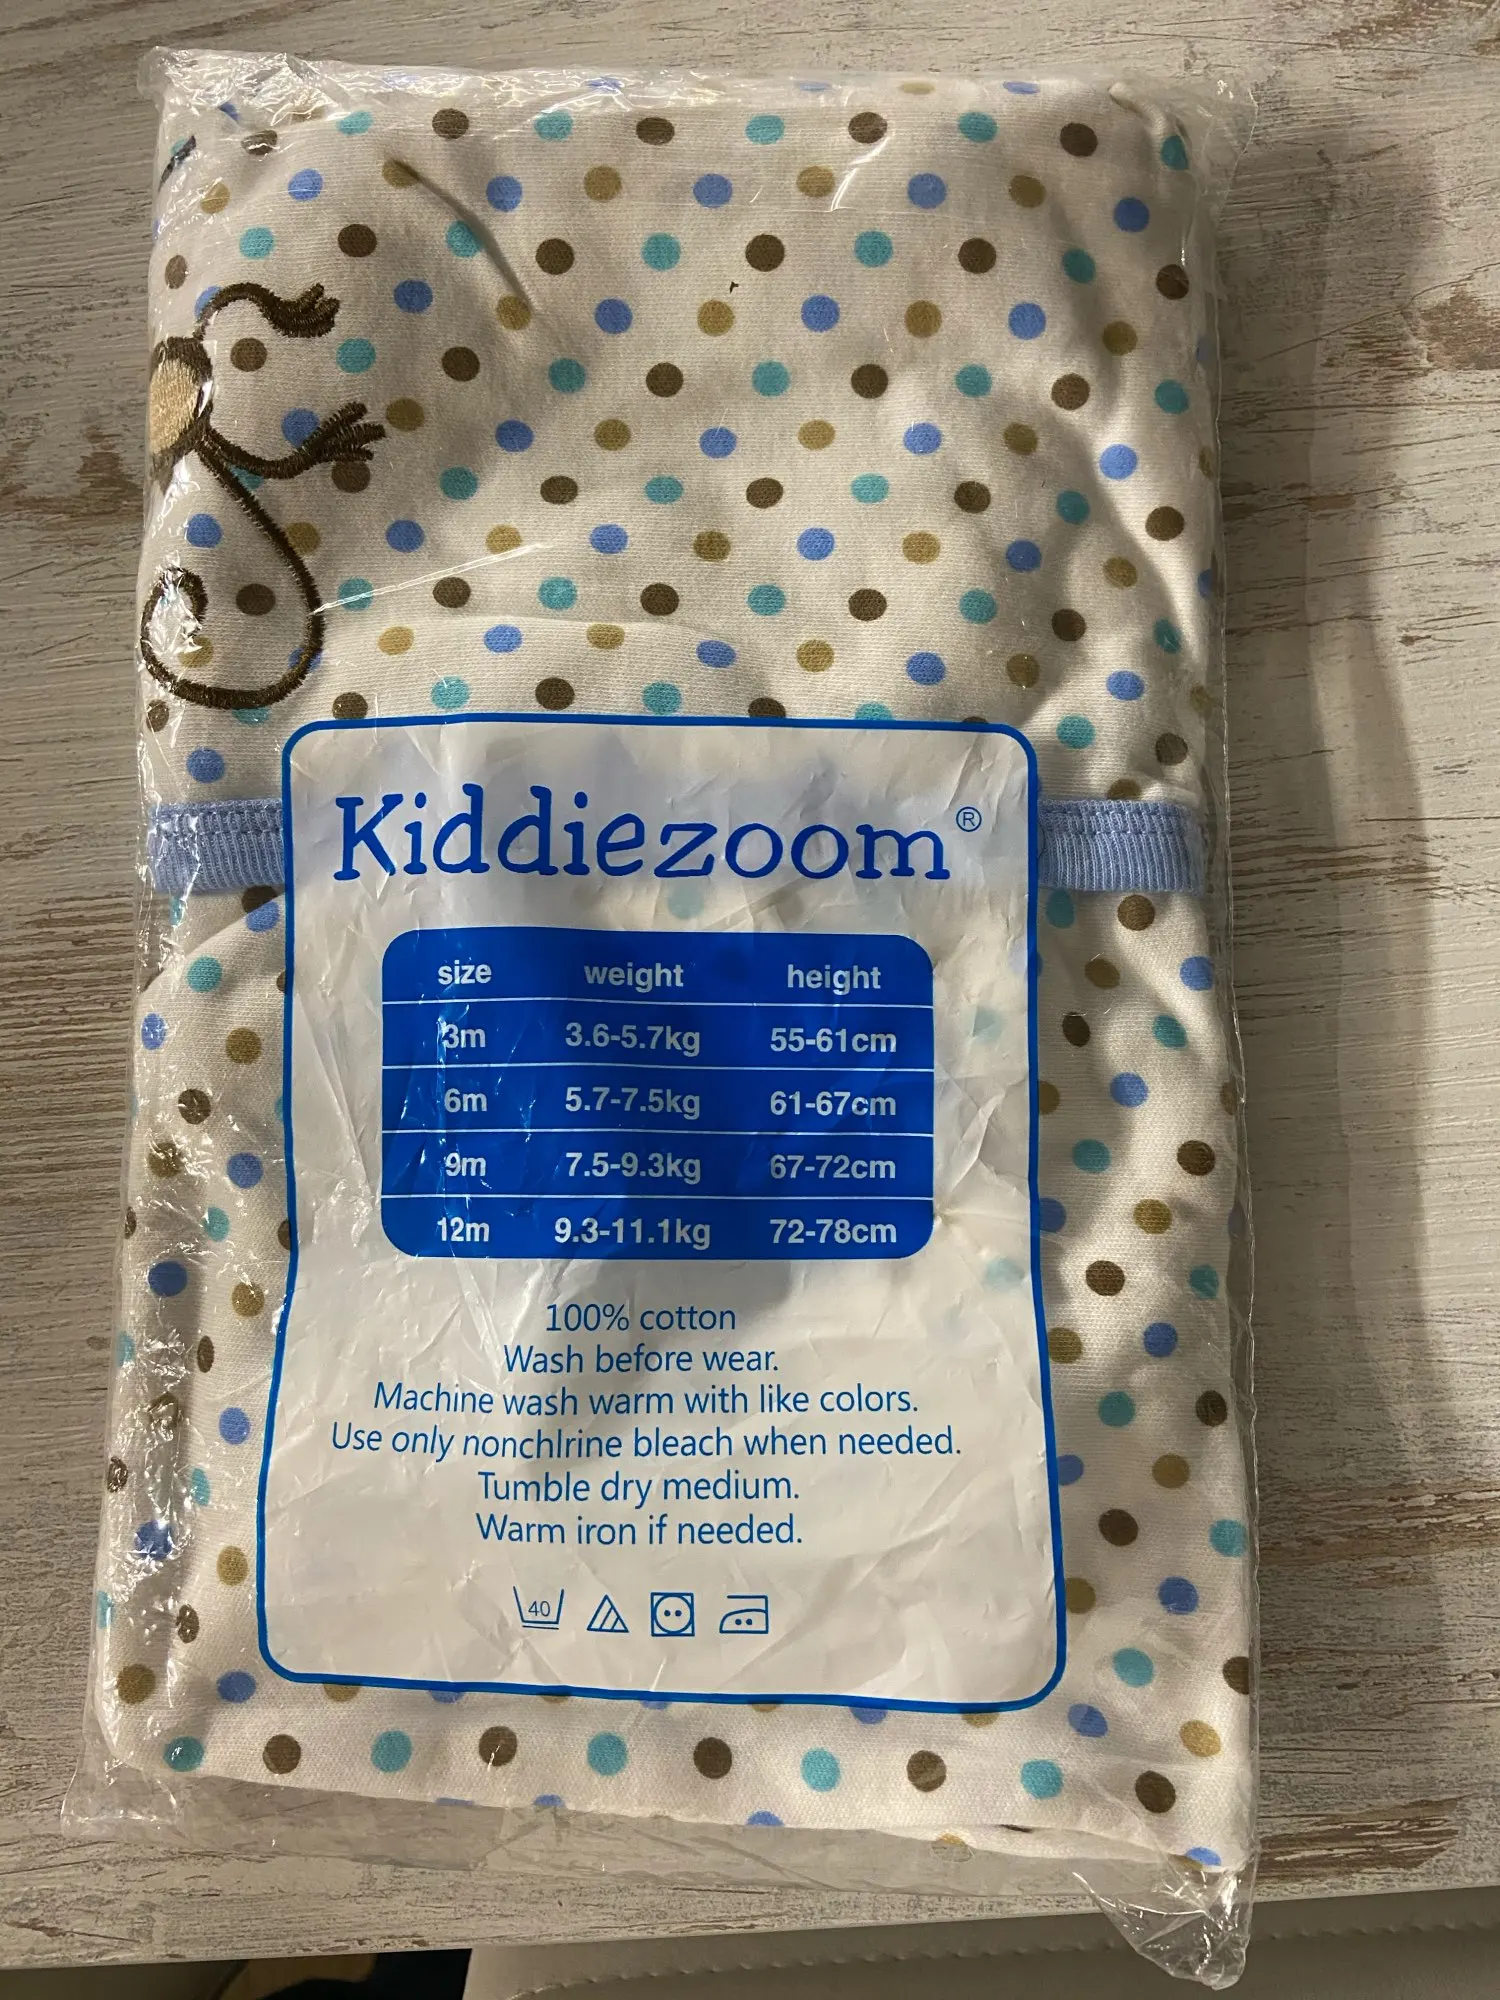 Kiddiezoom®
size weight height
3m 3.6-5.7kg 55-61cm
6m 5.7-7.5kg 61-67cm
9m 7.5-9.3kg 67-72cm
12m 9.3-11.1kg 72-78cm
100% cotton
Wash before wear.
Machine wash warm with like colors.
Use only nonchlrine bleach when needed.
Tumble dry medium.
Warm iron if needed.
40